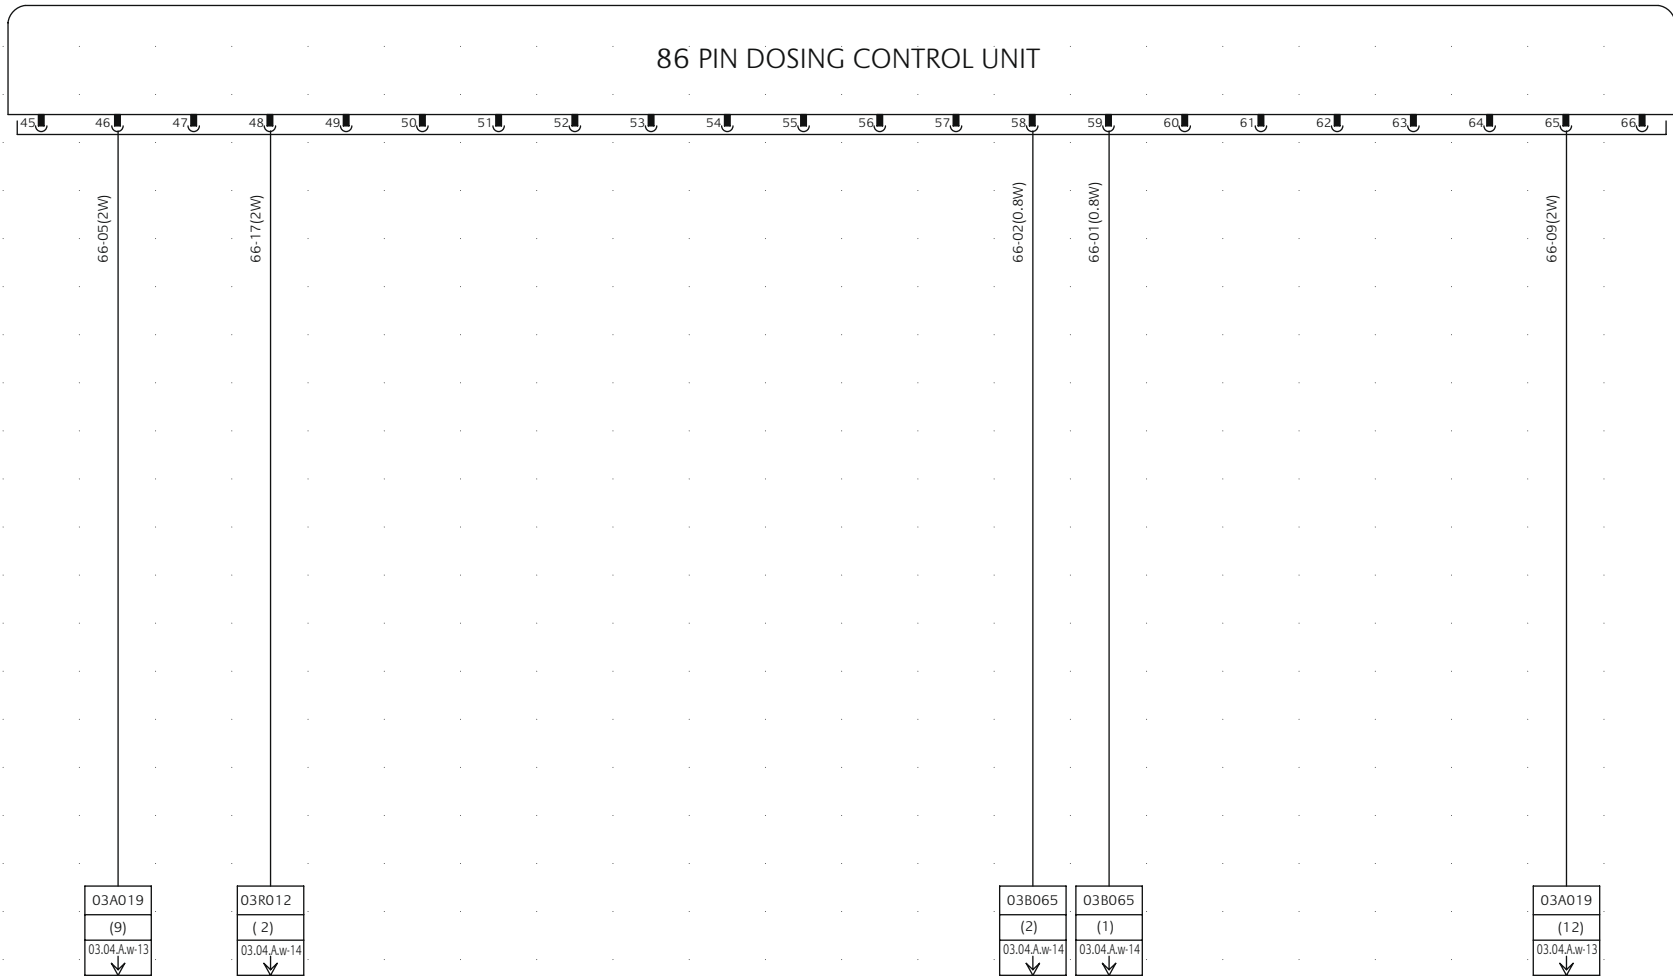 86 PIN DOSING CONTROL UNIT
45 46 47 48 49 50 51 52 53 54 55 56 57 58 59 60 61 62 63 64 65 66
66-05(2W)
66-17(2W)
66-02(0.8W)
66-01(0.8W)
66-09(2W)
03A019
(9)
03.04.A.w-13
03R012
( 2)
03.04.A.w-14
03B065
(2)
03.04.A.w-14
03B065
(1)
03.04.A.w-14
03A019
(12)
03.04.A.w-13